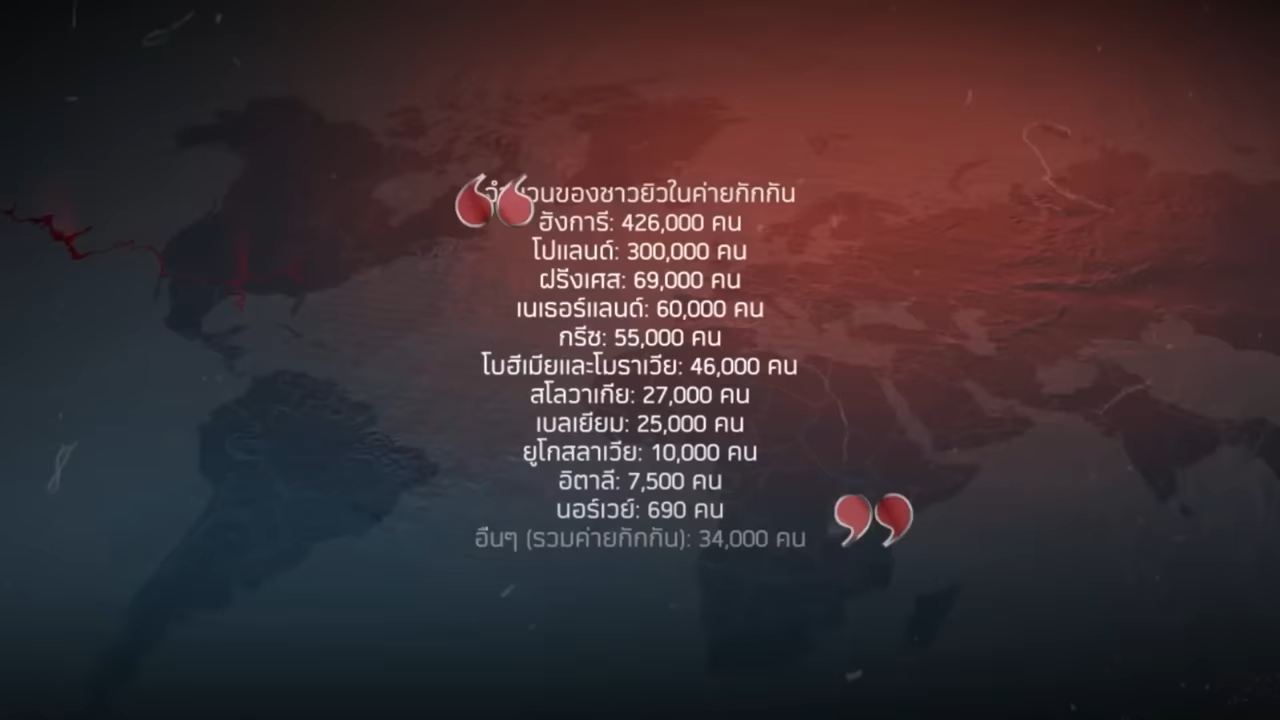 จำนวนของชาวยิวในค่ายกักกัน
ฮังการี: 426,000 คน
โปแลนด์: 300,000 คน
ฝรั่งเศส: 69,000 คน
เนเธอร์แลนด์: 60,000 คน
กรีซ: 55,000 คน
โบฮีเมียและโมราเวีย: 46,000 คน
สโลวาเกีย: 27,000 คน
เบลเยียม: 25,000 คน
ยูโกสลาเวีย: 10,000 คน
อิตาลี: 7,500 คน
นอร์เวย์: 690 คน
อื่นๆ (รวมค่ายกักกัน): 34,000 คน